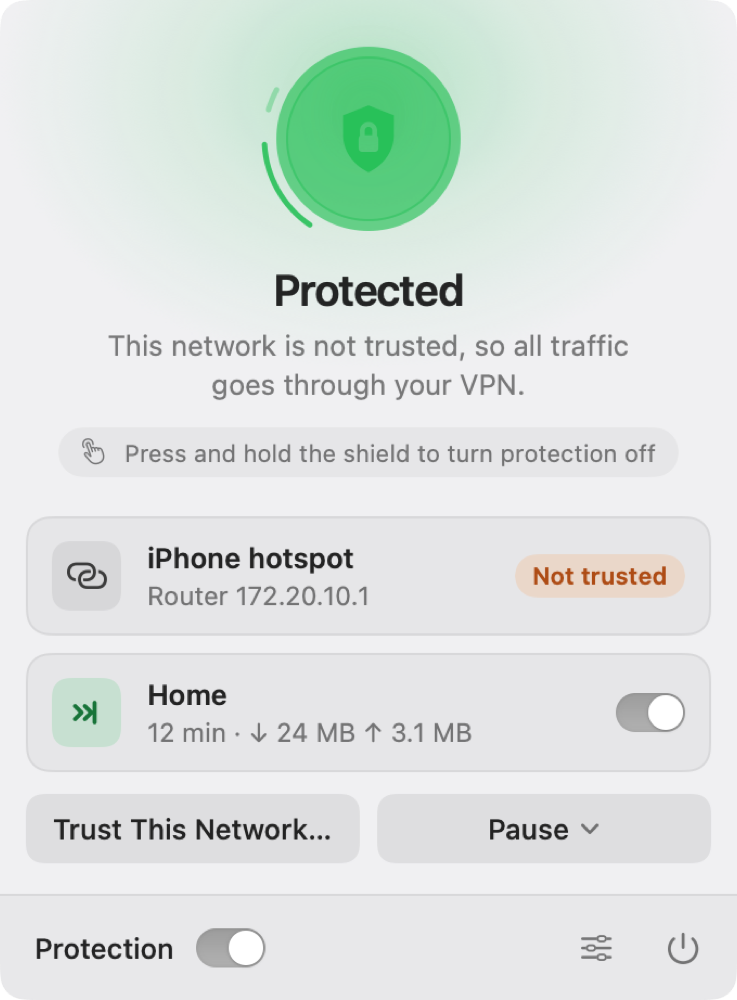 Protected
This network is not trusted, so all traffic
goes through your VPN.
Press and hold the shield to turn protection off
iPhone hotspot
Not trusted
Router 172.20.10.1
Home
12 min · ↓ 24 MB ↑ 3.1 MB
Trust This Network...
Pause
Protection